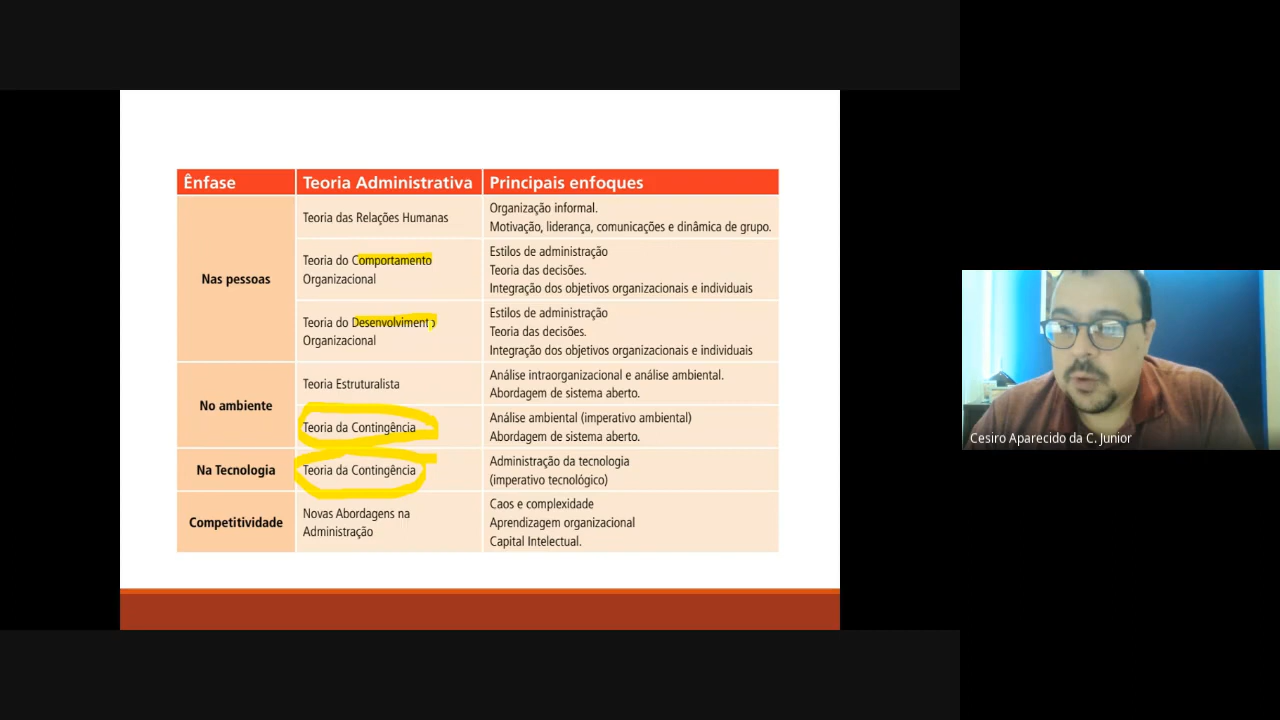 Ênfase
Teoria Administrativa
Principais enfoques
Nas pessoas
Teoria das Relações Humanas
Organização informal.
Motivação, liderança, comunicações e dinâmica de grupo.
Teoria do Comportamento
Organizacional
Estilos de administração
Teoria das decisões.
Integração dos objetivos organizacionais e individuais
Teoria do Desenvolvimento
Organizacional
Estilos de administração
Teoria das decisões.
Integração dos objetivos organizacionais e individuais
No ambiente
Teoria Estruturalista
Análise intraorganizacional e análise ambiental.
Abordagem de sistema aberto.
Teoria da Contingência
Análise ambiental (imperativo ambiental)
Abordagem de sistema aberto.
Na Tecnologia
Teoria da Contingência
Administração da tecnologia
(imperativo tecnológico)
Competitividade
Novas Abordagens na
Administração
Caos e complexidade
Aprendizagem organizacional
Capital Intelectual.
Cesiro Aparecido da C. Junior